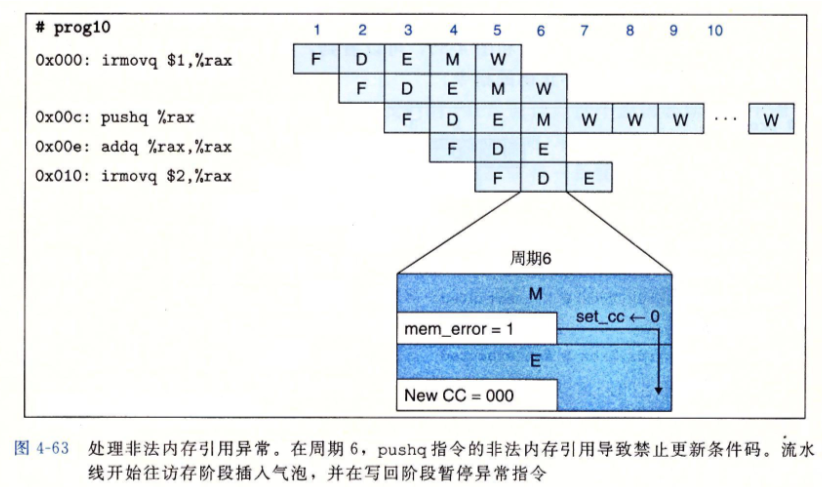 # prog10
1 2 3 4 5 6 7 8 9 10
0x000: irmovq $1,%rax F D E M W
F D E M W
0x00c: pushq %rax F D E M W W W ··· W
0x00e: addq %rax,%rax F D E
0x010: irmovq $2,%rax F D E
周期6
M
set_cc ← 0
mem_error = 1
E
New CC = 000
图 4-63 处理非法内存引用异常。在周期 6，pushq 指令的非法内存引用导致禁止更新条件码。流水
线开始往访存阶段插入气泡，并在写回阶段暂停异常指令